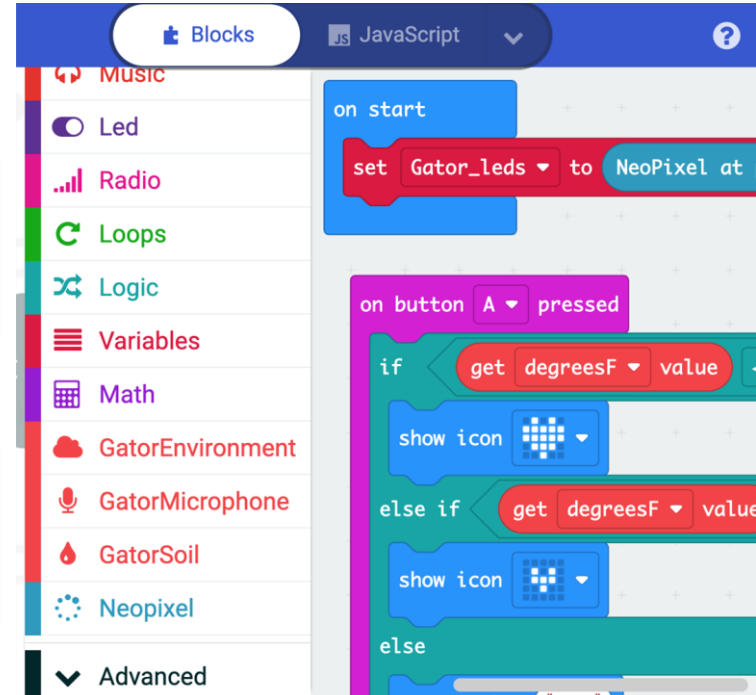 Blocks
JS JavaScript
?
Music
Led
Radio
Loops
Logic
Variables
Math
GatorEnvironment
GatorMicrophone
GatorSoil
Neopixel
Advanced
on start
set Gator_leds to NeoPixel at
on button A pressed
if get degreesF value
show icon
else if get degreesF value
show icon
else